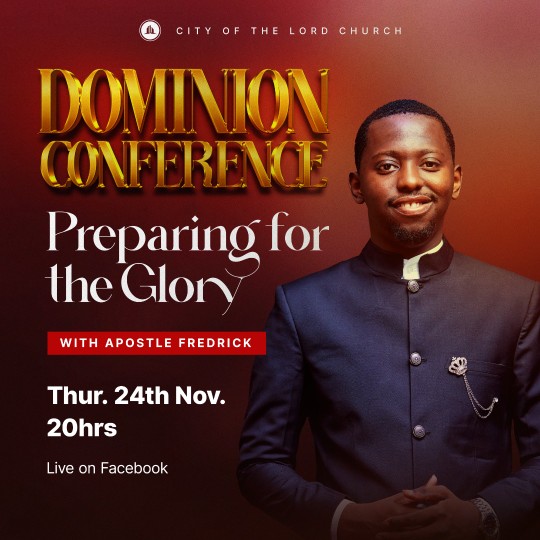 CITY OF THE LORD CHURCH
DOMINION
CONFERENCE
Preparing for
the Glory
WITH APOSTLE FREDRICK
Thur. 24th Nov.
20hrs
Live on Facebook